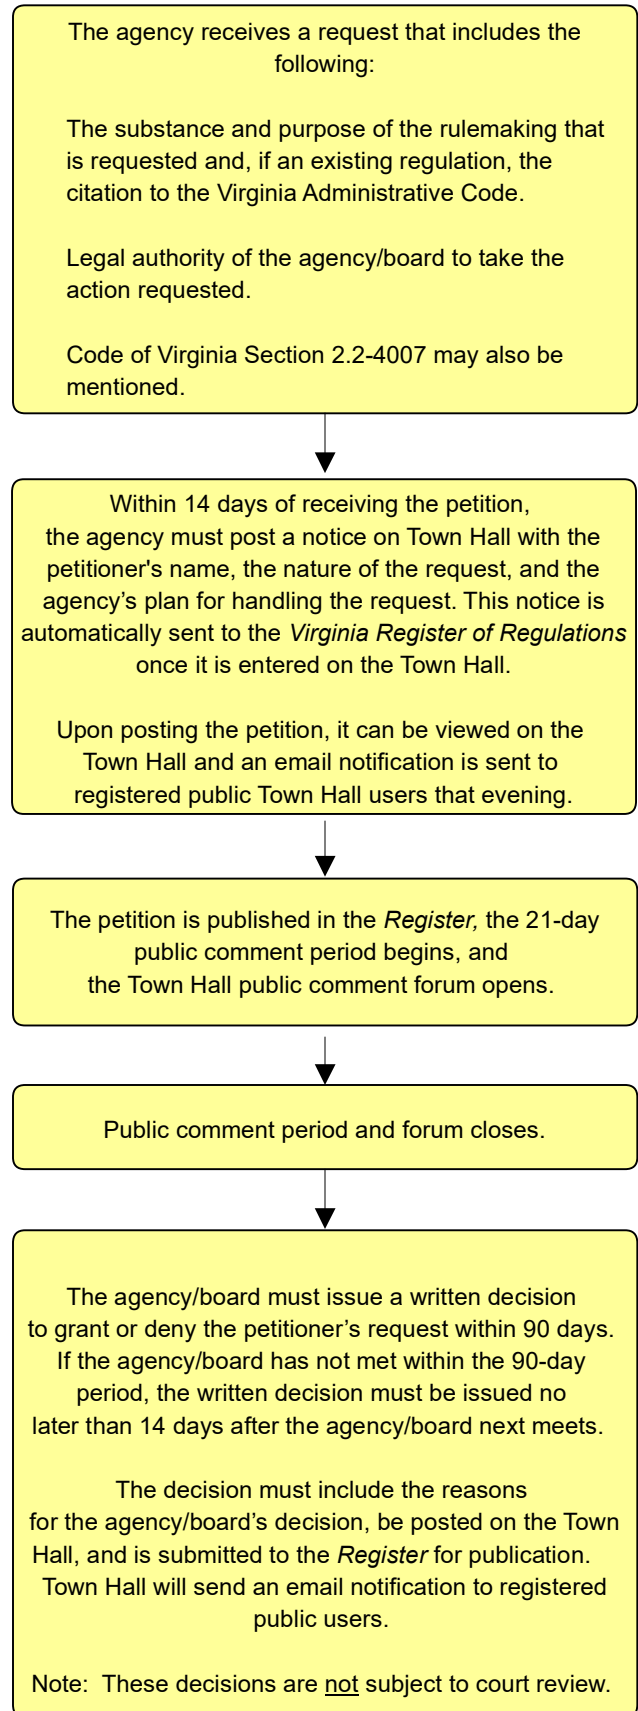 The agency receives a request that includes the
following:
The substance and purpose of the rulemaking that
is requested and, if an existing regulation, the
citation to the Virginia Administrative Code.
Legal authority of the agency/board to take the
action requested.
Code of Virginia Section 2.2-4007 may also be
mentioned.
Within 14 days of receiving the petition,
the agency must post a notice on Town Hall with the
petitioner's name, the nature of the request, and the
agency’s plan for handling the request. This notice is
automatically sent to the Virginia Register of Regulations
once it is entered on the Town Hall.
Upon posting the petition, it can be viewed on the
Town Hall and an email notification is sent to
registered public Town Hall users that evening.
The petition is published in the Register, the 21-day
public comment period begins, and
the Town Hall public comment forum opens.
Public comment period and forum closes.
The agency/board must issue a written decision
to grant or deny the petitioner’s request within 90 days.
If the agency/board has not met within the 90-day
period, the written decision must be issued no
later than 14 days after the agency/board next meets.
The decision must include the reasons
for the agency/board’s decision, be posted on the Town
Hall, and is submitted to the Register for publication.
Town Hall will send an email notification to registered
public users.
Note: These decisions are not subject to court review.